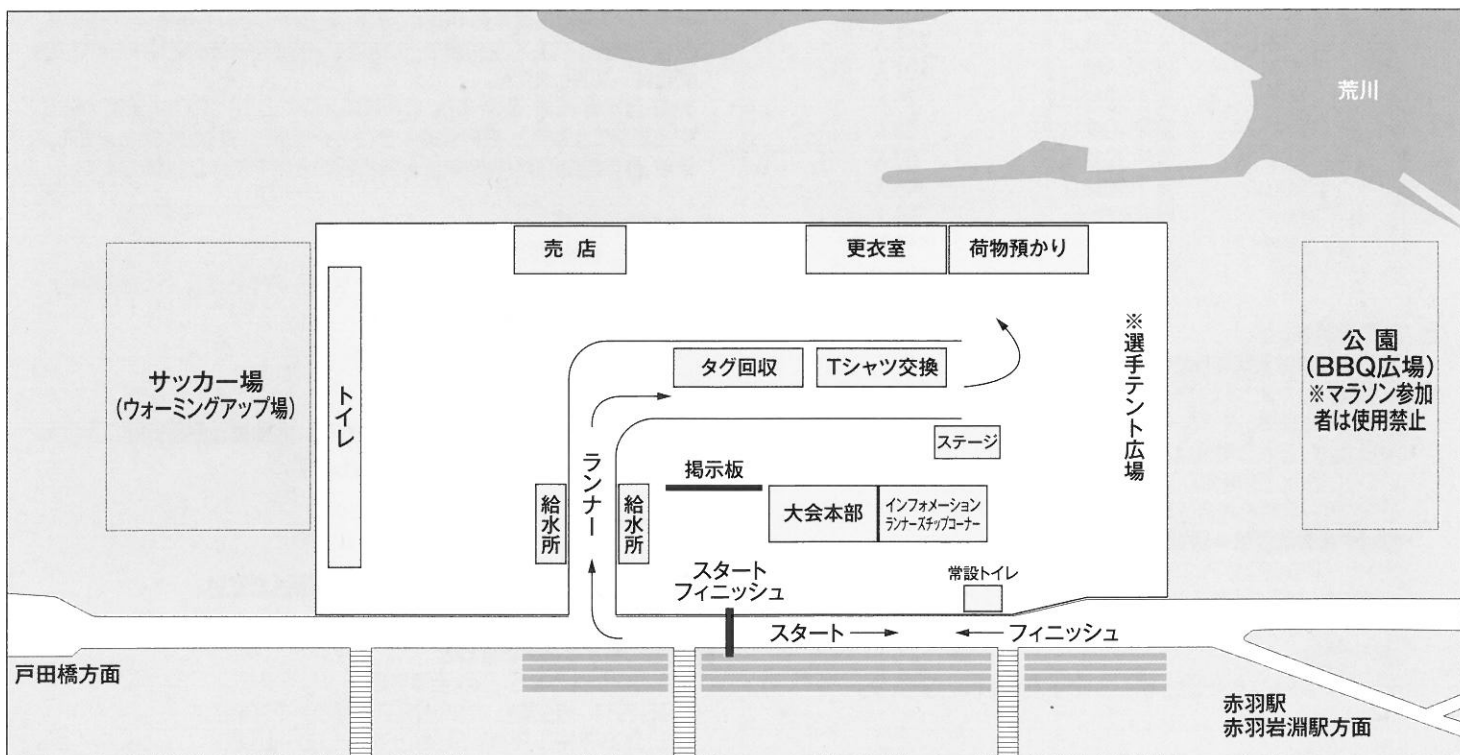 荒川
売店
更衣室
荷物預かり
サッカー場
(ウォーミングアップ場)
トイレ
タグ回収
Tシャツ交換
※選手テント広場
公園
(BBQ広場)
※マラソン参加
者は使用禁止
ランナー
ステージ
掲示板
給水所
給水所
大会本部
インフォメーション
ランナーズチップコーナー
スタート
フィニッシュ
常設トイレ
スタート
フィニッシュ
戸田橋方面
赤羽駅
赤羽岩淵駅方面